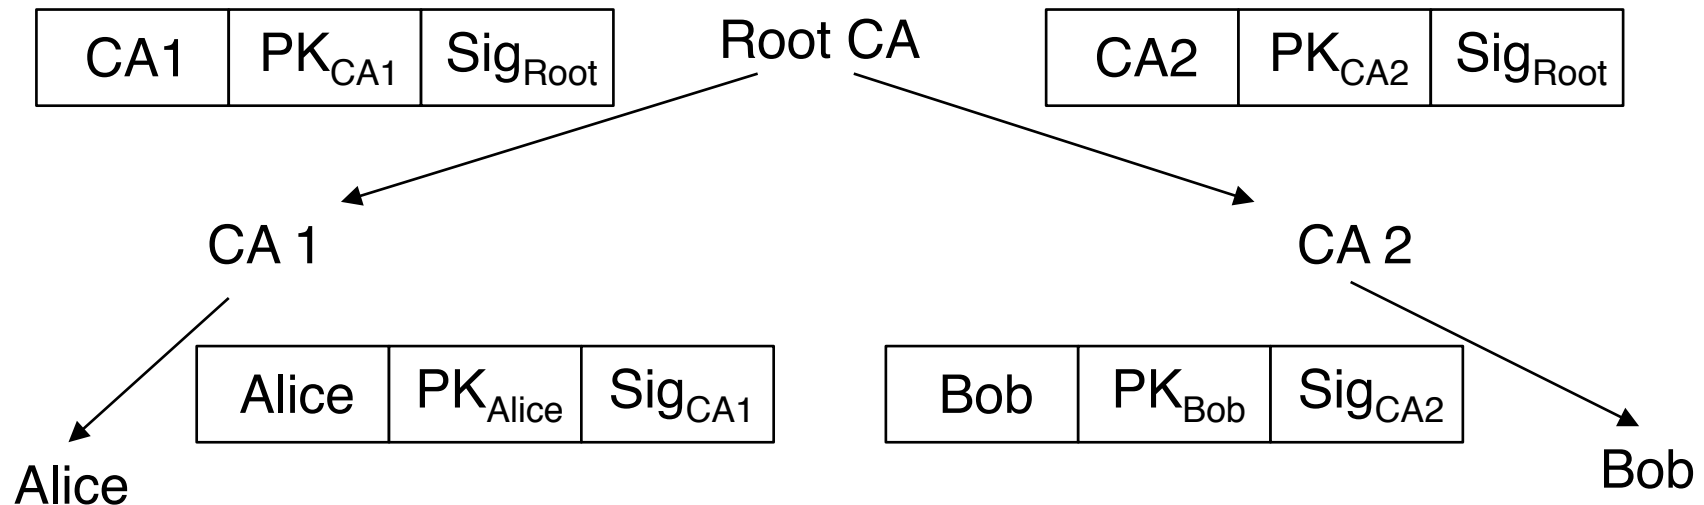 CA1 PK_CA1 Sig_Root
Root CA
CA2 PK_CA2 Sig_Root
CA 1
CA 2
Alice PK_Alice Sig_CA1
Bob PK_Bob Sig_CA2
Alice
Bob